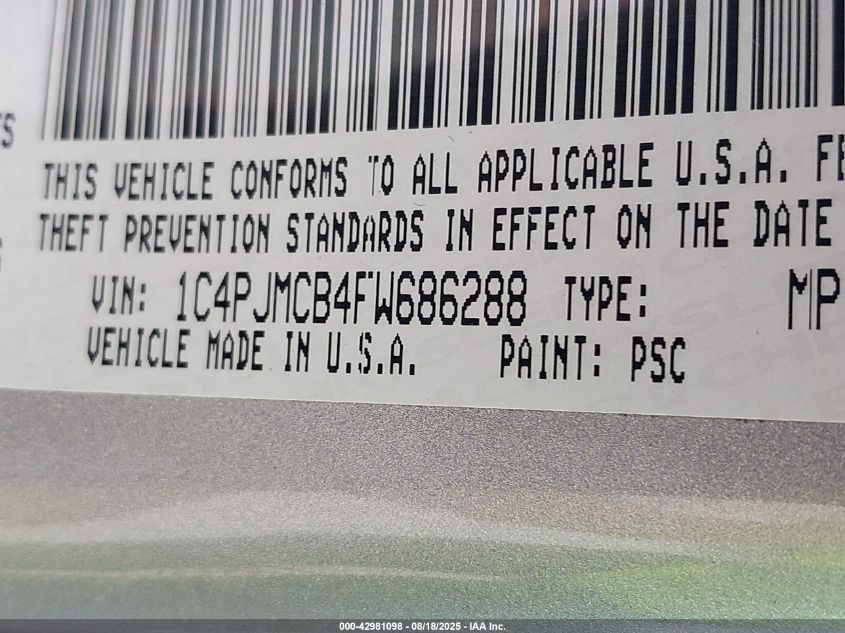 THIS VEHICLE CONFORMS TO ALL APPLICABLE U.S.A.
THEFT PREVENTION STANDARDS IN EFFECT ON THE DATE
VIN: 1C4PJMCB4FW686288 TYPE: MP
VEHICLE MADE IN U.S.A. PAINT: PSC
000-42981098 - 08/18/2025 - IAA Inc.